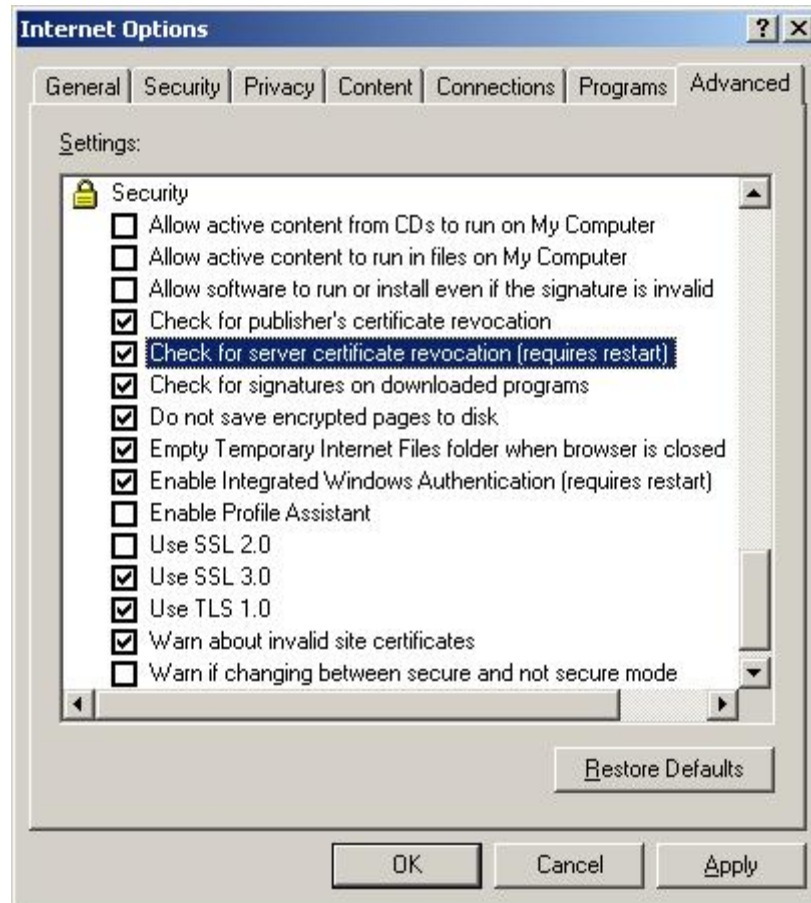 Internet Options
General Security Privacy Content Connections Programs Advanced
Settings:
Security
Allow active content from CDs to run on My Computer
Allow active content to run in files on My Computer
Allow software to run or install even if the signature is invalid
Check for publisher's certificate revocation
Check for server certificate revocation (requires restart)
Check for signatures on downloaded programs
Do not save encrypted pages to disk
Empty Temporary Internet Files folder when browser is closed
Enable Integrated Windows Authentication (requires restart)
Enable Profile Assistant
Use SSL 2.0
Use SSL 3.0
Use TLS 1.0
Warn about invalid site certificates
Warn if changing between secure and not secure mode
Restore Defaults
OK Cancel Apply